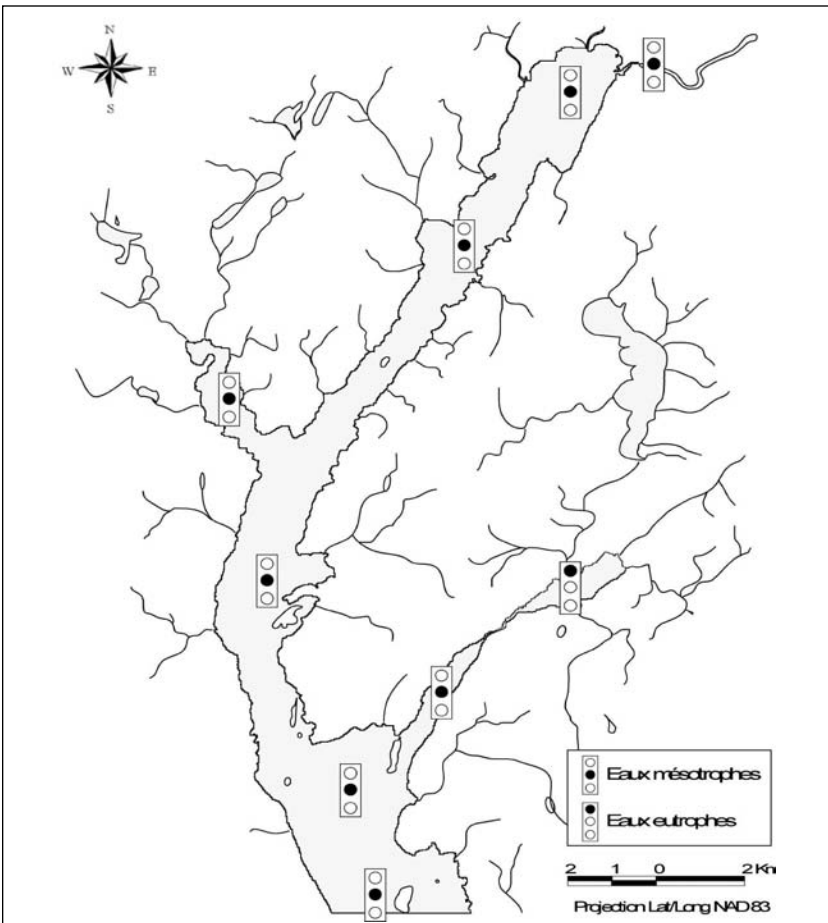 N
W E
S
Eaux mésotrophes
Eaux eutrophes
2 1 0 2 Km
Projection Lat/Long NAD 83